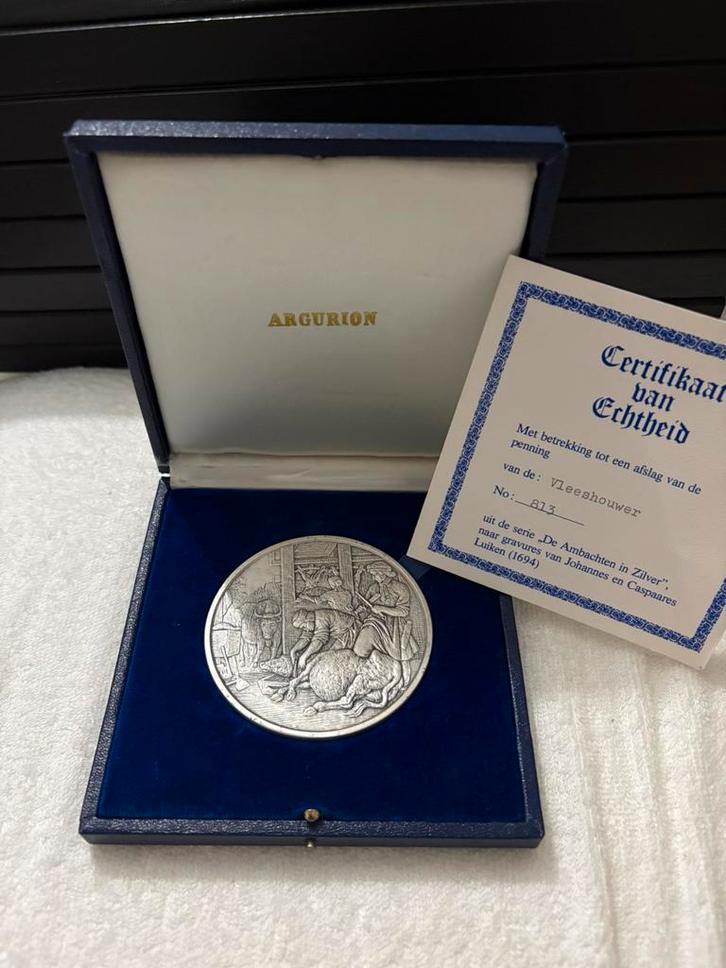 ARGURION
Certifikaat
van
Echtheid
Met betrekking tot een afslag van de
penning
van de: Vleeshouwer
No: 813
uit de serie „De Ambachten in Zilver”,
naar gravures van Johannes en Caspaares
Luiken (1694)